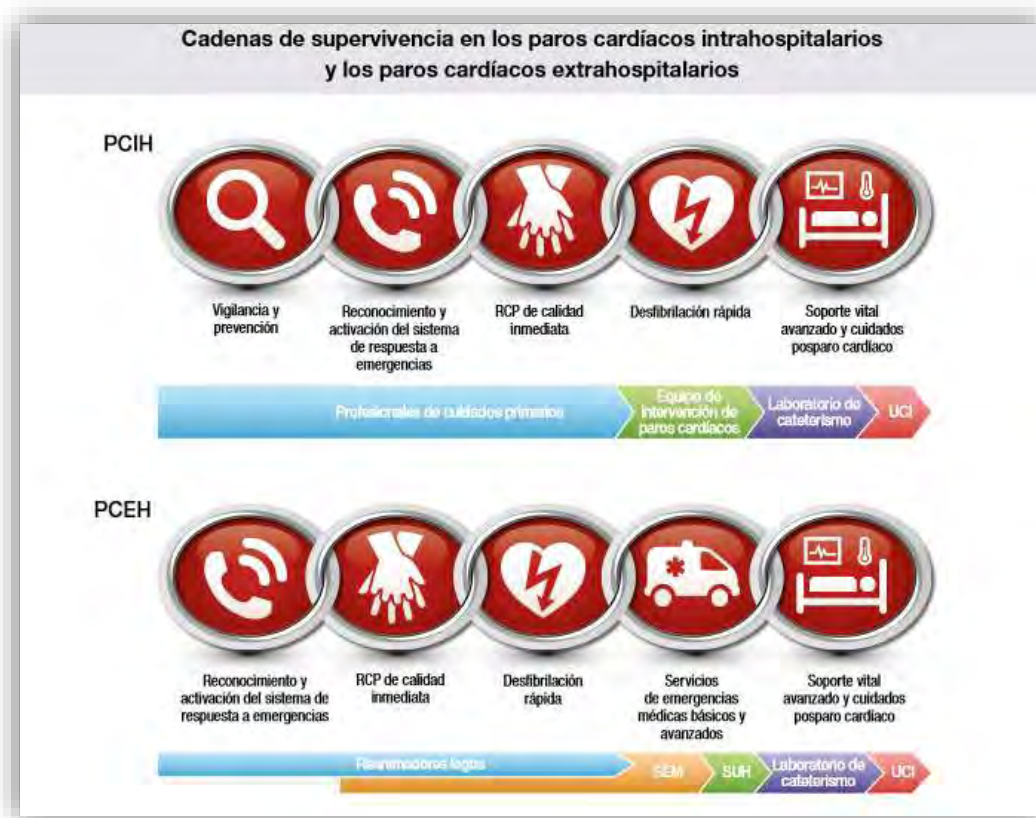 Cadenas de supervivencia en los paros cardíacos intrahospitalarios
y los paros cardíacos extrahospitalarios
PCIH
Vigilancia y
prevención
Reconocimiento y
activación del sistema
de respuesta a
emergencias
RCP de calidad
inmediata
Desfibrilación rápida
Soporte vital
avanzado y cuidados
posparo cardíaco
Profesionales de cuidados primarios
Equipo de
intervención de
paros cardíacos
Laboratorio de
cateterismo
UCI
PCEH
Reconocimiento y
activación del sistema de
respuesta a emergencias
RCP de calidad
inmediata
Desfibrilación
rápida
Servicios
de emergencias
médicas básicos y
avanzados
Soporte vital
avanzado y cuidados
posparo cardíaco
Reanimadores legos
SEM
SUH
Laboratorio de
cateterismo
UCI